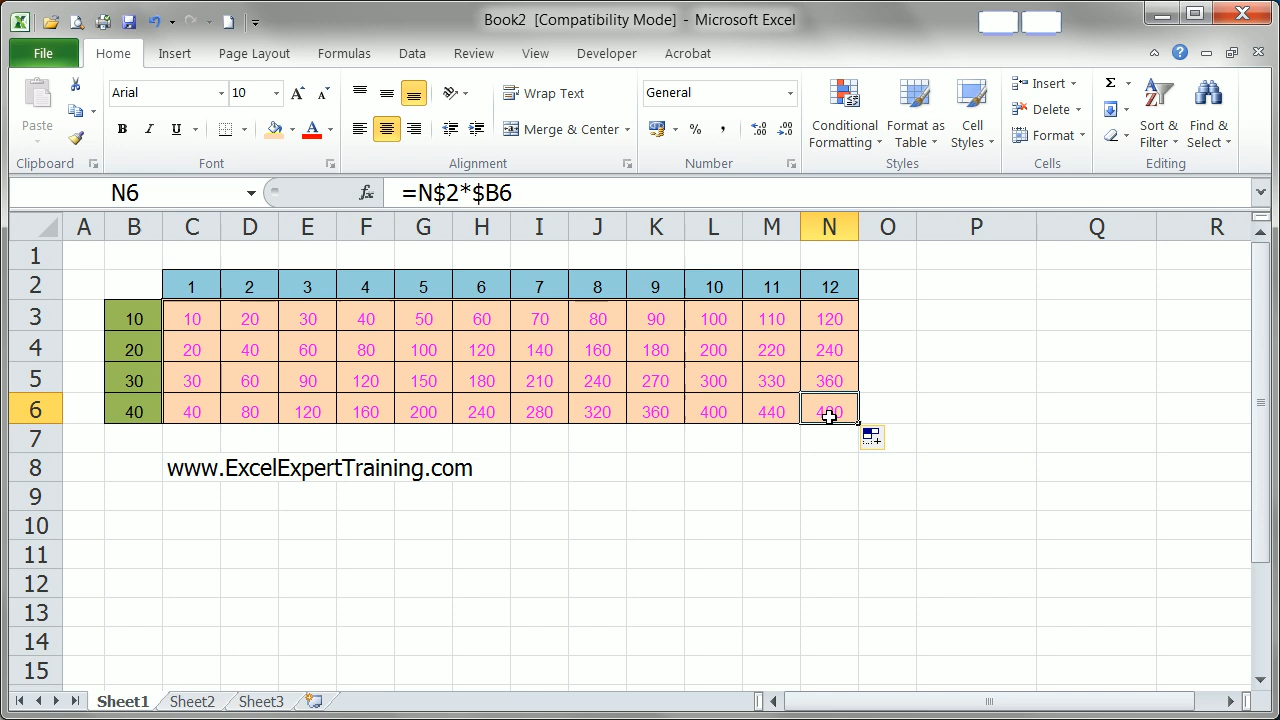 Book2 [Compatibility Mode] - Microsoft Excel
File Home Insert Page Layout Formulas Data Review View Developer Acrobat
Paste
Arial 10
B I U A
Wrap Text
Merge & Center
General
% ,
Conditional Formatting
Format as Table
Cell Styles
Insert
Delete
Format
Σ
Sort & Filter
Find & Select
Clipboard Font Alignment Number Styles Cells Editing
N6 fx =N$2*$B6
A B C D E F G H I J K L M N O P Q R
1
2 1 2 3 4 5 6 7 8 9 10 11 12
3 10 10 20 30 40 50 60 70 80 90 100 110 120
4 20 20 40 60 80 100 120 140 160 180 200 220 240
5 30 30 60 90 120 150 180 210 240 270 300 330 360
6 40 40 80 120 160 200 240 280 320 360 400 440 480
7
8 www.ExcelExpertTraining.com
9
10
11
12
13
14
15
Sheet1 Sheet2 Sheet3